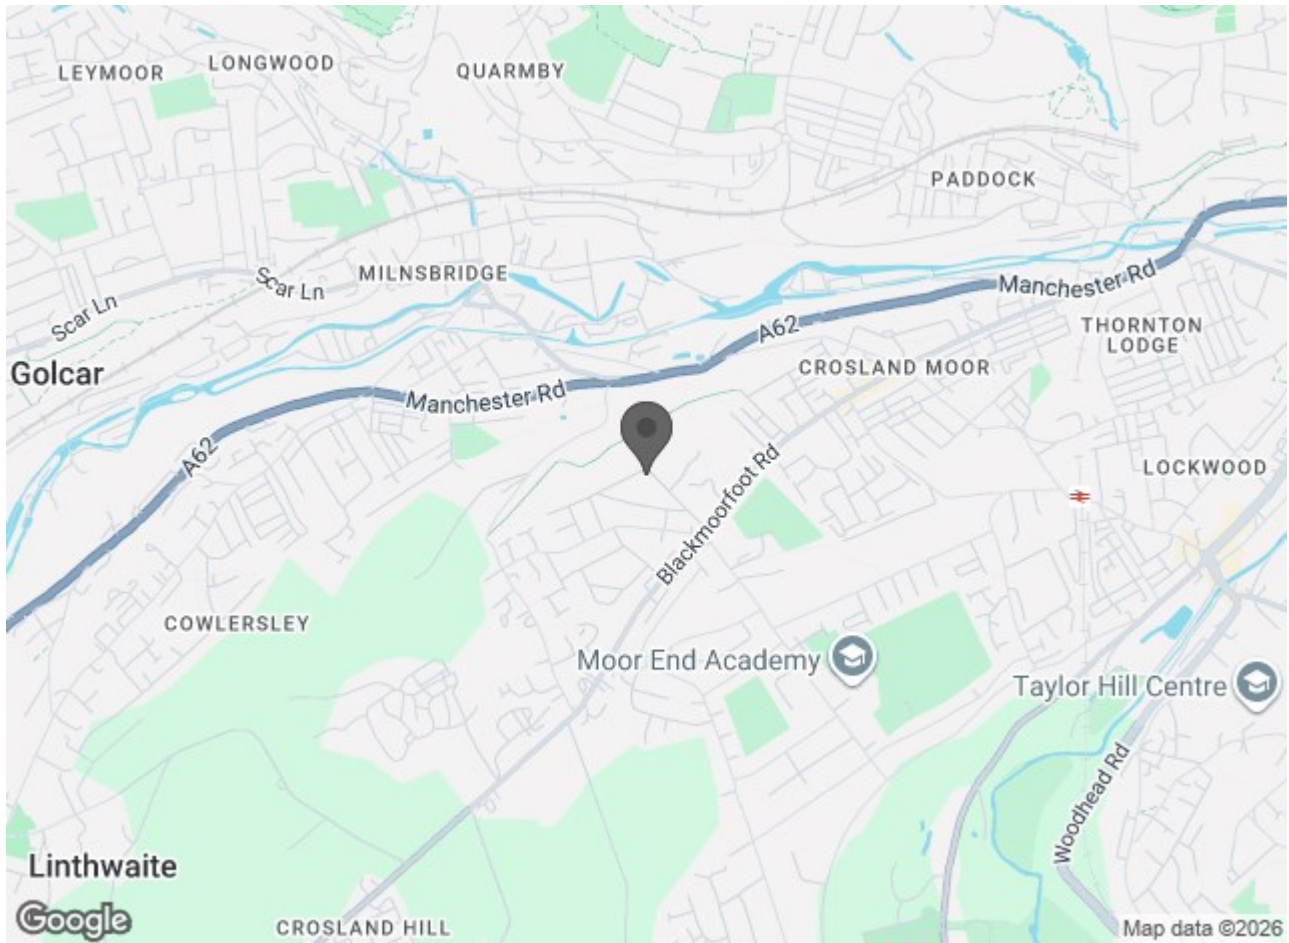 LEYMOOR
LONGWOOD
QUARMBY
PADDOCK
Scar Ln
MILNSBRIDGE
Manchester Rd
Scar Ln
A62
THORNTON
LODGE
Golcar
CROSLAND MOOR
Manchester Rd
A62
LOCKWOOD
Blackmoorfoot Rd
COWLERSLEY
Moor End Academy
Taylor Hill Centre
Woodhead Rd
Linthwaite
Google
CROSLAND HILL
Map data ©2026